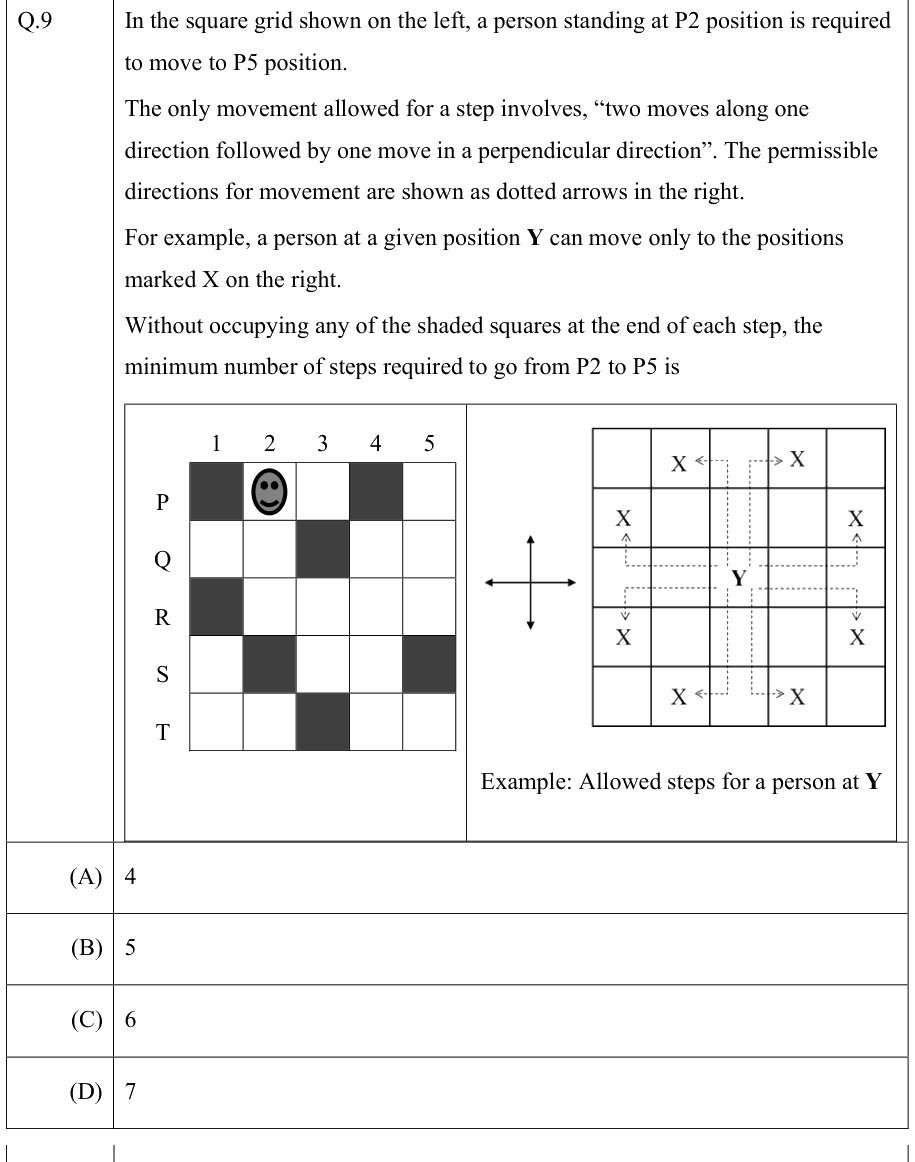 Q.9
In the square grid shown on the left, a person standing at P2 position is required
to move to P5 position.
The only movement allowed for a step involves, “two moves along one
direction followed by one move in a perpendicular direction”. The permissible
directions for movement are shown as dotted arrows in the right.
For example, a person at a given position Y can move only to the positions
marked X on the right.
Without occupying any of the shaded squares at the end of each step, the
minimum number of steps required to go from P2 to P5 is
1 2 3 4 5
P
Q
R
S
T
X X
X X
Y
X X
X X
Example: Allowed steps for a person at Y
(A) 4
(B) 5
(C) 6
(D) 7